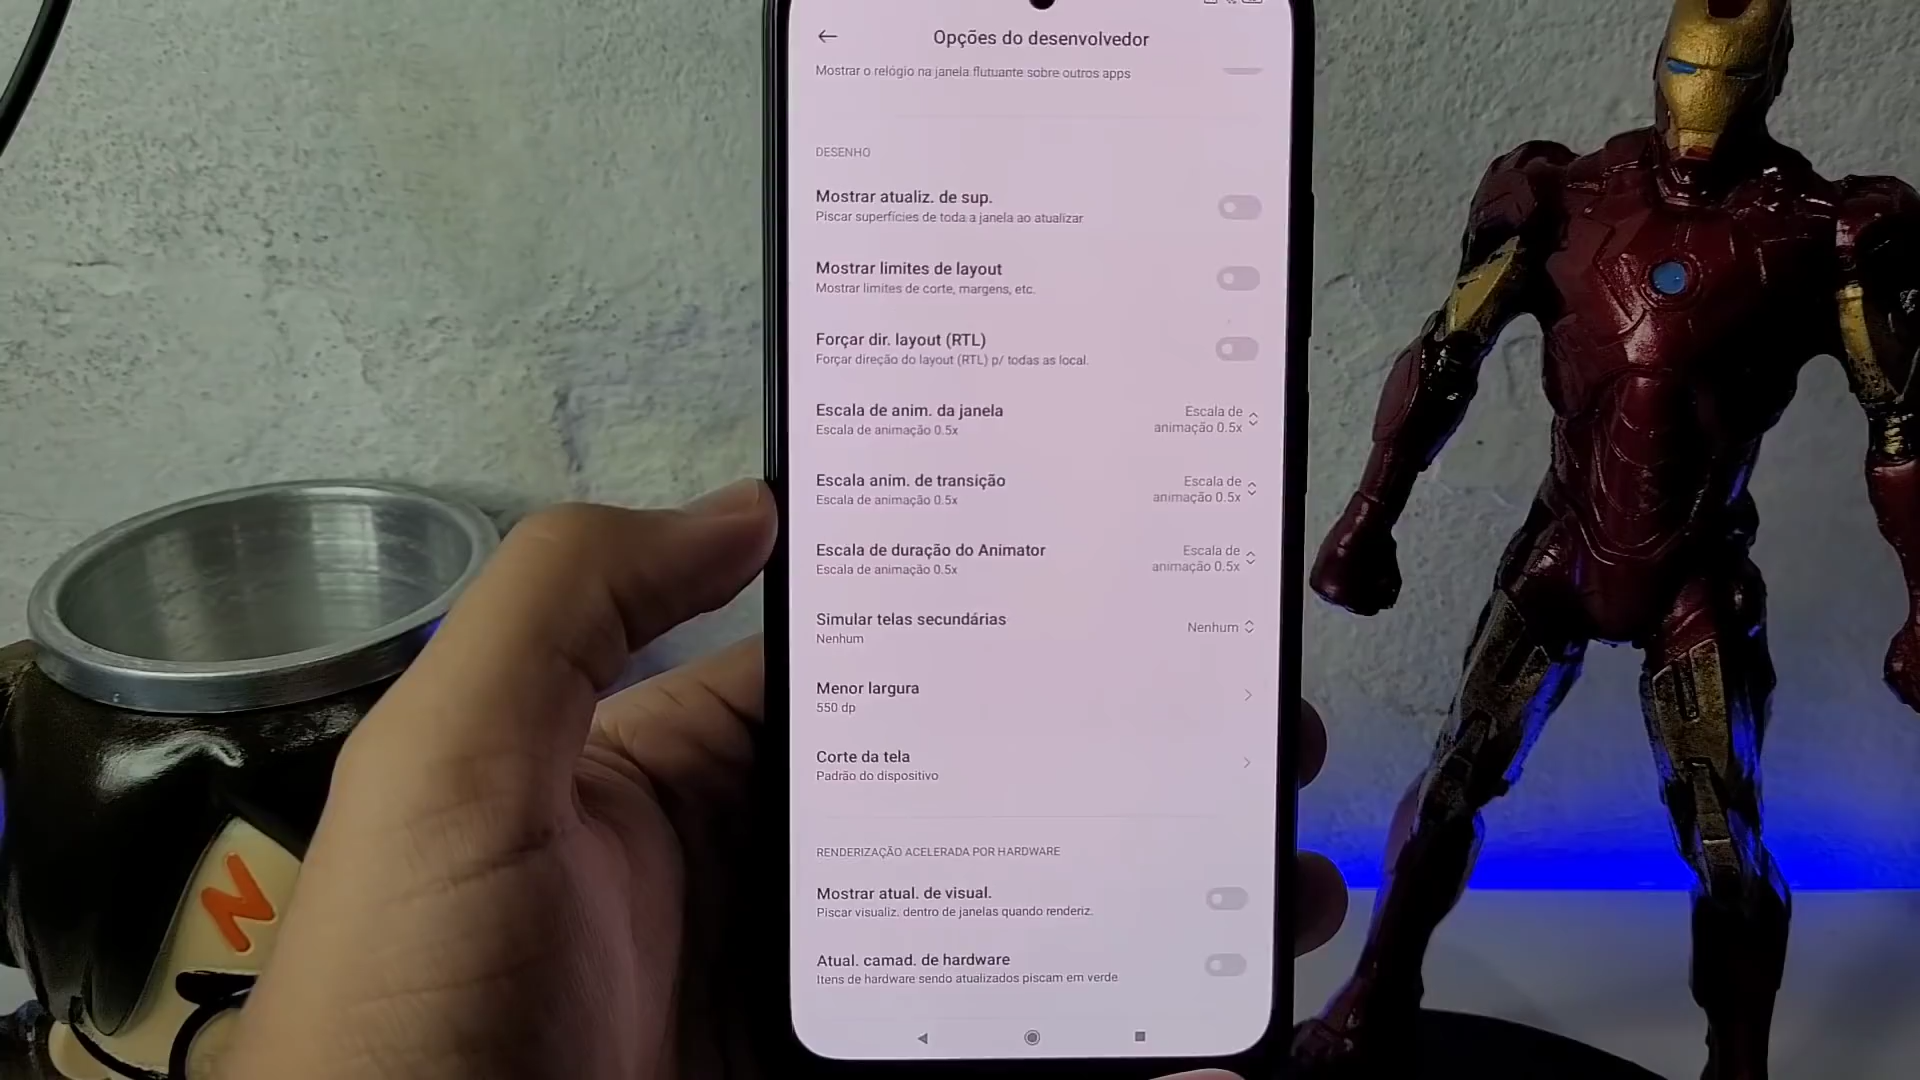 Opções do desenvolvedor
Mostrar o relógio na janela flutuante sobre outros apps
DESENHO
Mostrar atualiz. de sup.
Piscar superfícies de toda a janela ao atualizar
Mostrar limites de layout
Mostrar limites de corte, margens, etc.
Forçar dir. layout (RTL)
Forçar direção do layout (RTL) p/ todas as local.
Escala de anim. da janela
Escala de animação 0.5x
Escala de
animação 0.5x
Escala anim. de transição
Escala de animação 0.5x
Escala de
animação 0.5x
Escala de duração do Animator
Escala de animação 0.5x
Escala de
animação 0.5x
Simular telas secundárias
Nenhum
Nenhum
Menor largura
550 dp
Corte da tela
Padrão do dispositivo
RENDERIZAÇÃO ACELERADA POR HARDWARE
Mostrar atual. de visual.
Piscar visualiz. dentro de janelas quando renderiz.
Atual. camad. de hardware
Itens de hardware sendo atualizados piscam em verde
N